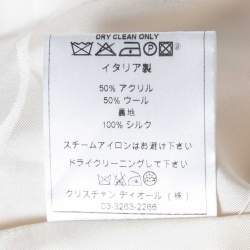 DRY CLEAN ONLY
イタリア製
50% アクリル
50% ウール
裏地
100% シルク
スチームアイロンはお避け下さい
ドライクリーニングして下さい
クリスチャン ディオール (株)
03-3263-2266